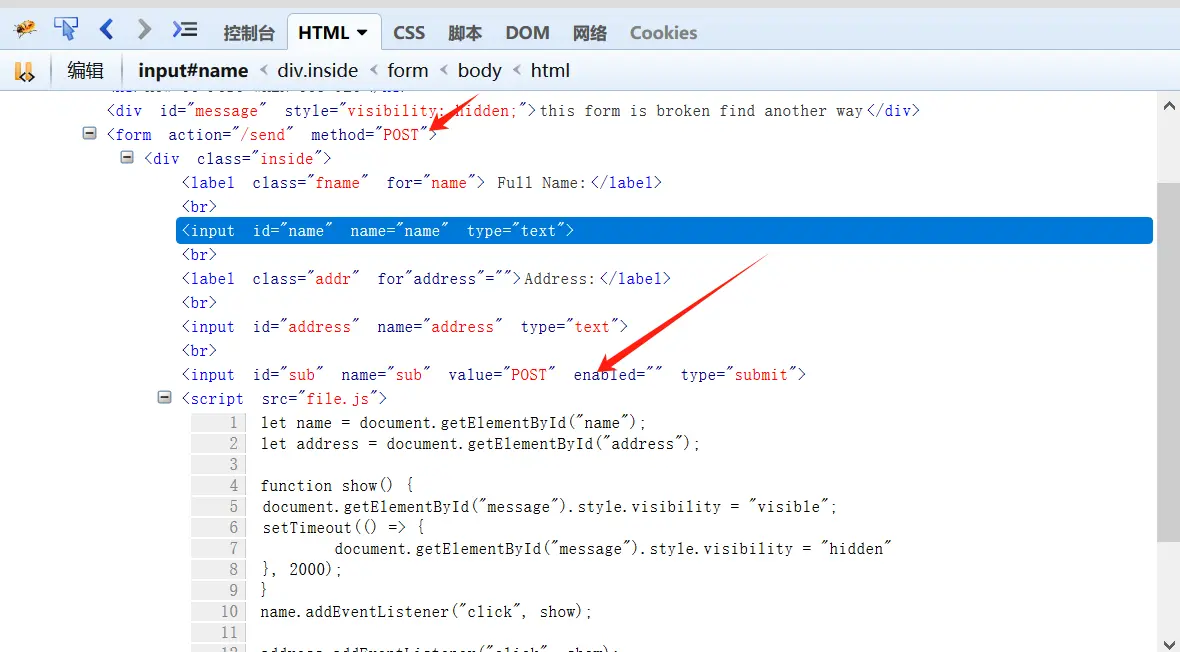 控制台 HTML CSS 脚本 DOM 网络 Cookies
编辑 input#name < div.inside < form < body < html
<div id="message" style="visibility: hidden;">this form is broken find another way</div>
<form action="/send" method="POST">
<div class="inside">
<label class="fname" for="name"> Full Name:</label>
<br>
<input id="name" name="name" type="text">
<br>
<label class="addr" for"address"="">Address:</label>
<br>
<input id="address" name="address" type="text">
<br>
<input id="sub" name="sub" value="POST" enabled="" type="submit">
<script src="file.js">
1 let name = document.getElementById("name");
2 let address = document.getElementById("address");
3
4 function show() {
5 document.getElementById("message").style.visibility = "visible";
6 setTimeout(() => {
7 document.getElementById("message").style.visibility = "hidden"
8 }, 2000);
9 }
10 name.addEventListener("click", show);
11
12 address.addEventListener("click", show);